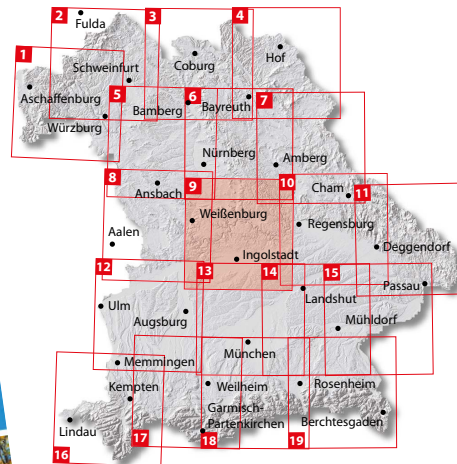 2
Fulda
3
4
1
Coburg
Hof
Schweinfurt
Aschaffenburg
5
6
7
Bamberg
Bayreuth
Würzburg
Nürnberg
Amberg
8
9
10
Cham
11
Ansbach
Weißenburg
Regensburg
Aalen
Deggendorf
Ingolstadt
12
13
14
15
Passau
Ulm
Landshut
Augsburg
Mühldorf
München
Memmingen
Kempten
Weilheim
Rosenheim
Garmisch-
Partenkirchen
Berchtesgaden
Lindau
16
17
18
19